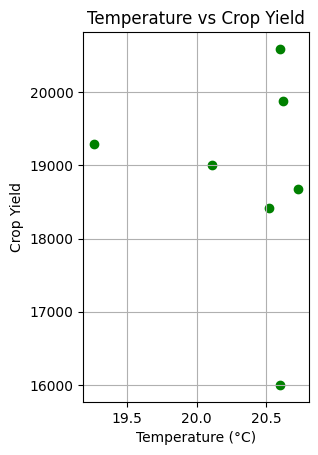 Temperature vs Crop Yield
Crop Yield
20000
19000
18000
17000
16000
19.5 20.0 20.5
Temperature (°C)